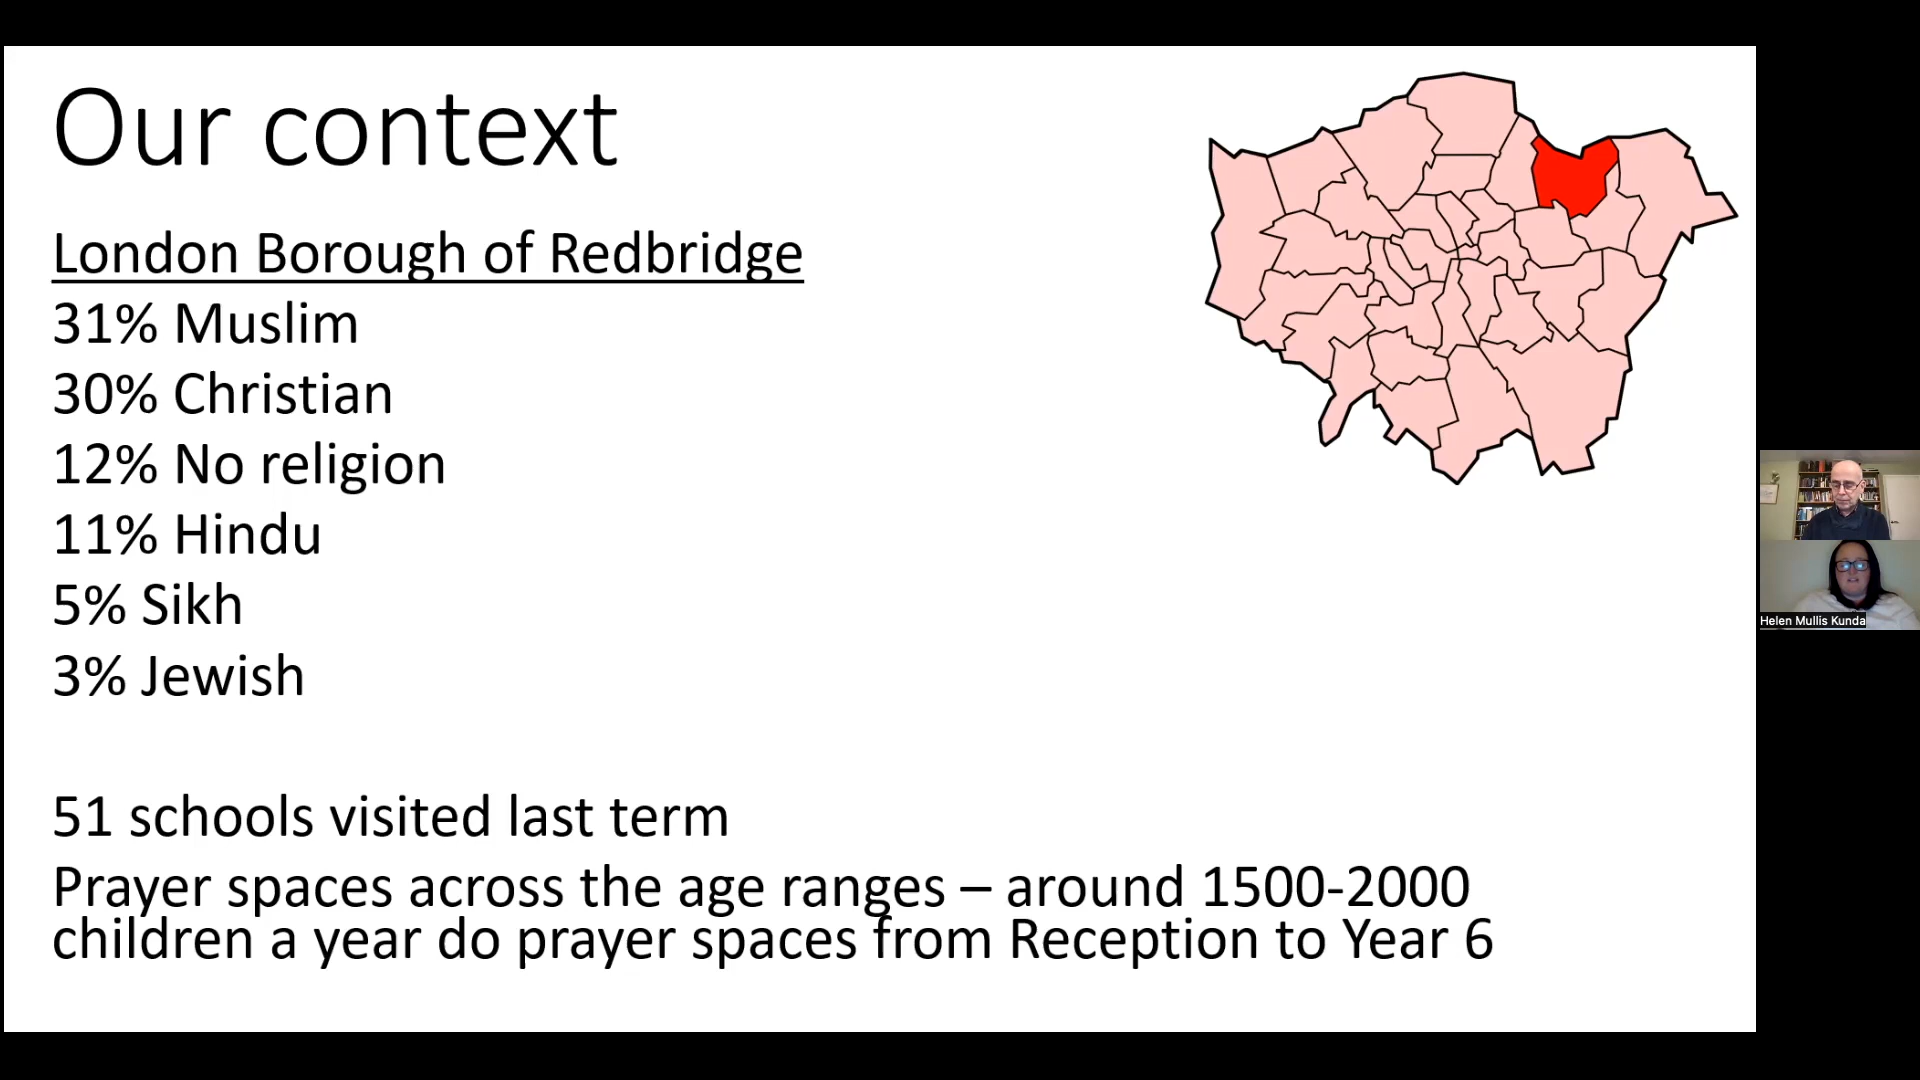 Our context
London Borough of Redbridge
31% Muslim
30% Christian
12% No religion
11% Hindu
5% Sikh
3% Jewish
51 schools visited last term
Prayer spaces across the age ranges – around 1500-2000
children a year do prayer spaces from Reception to Year 6
Helen Mullis Kunda